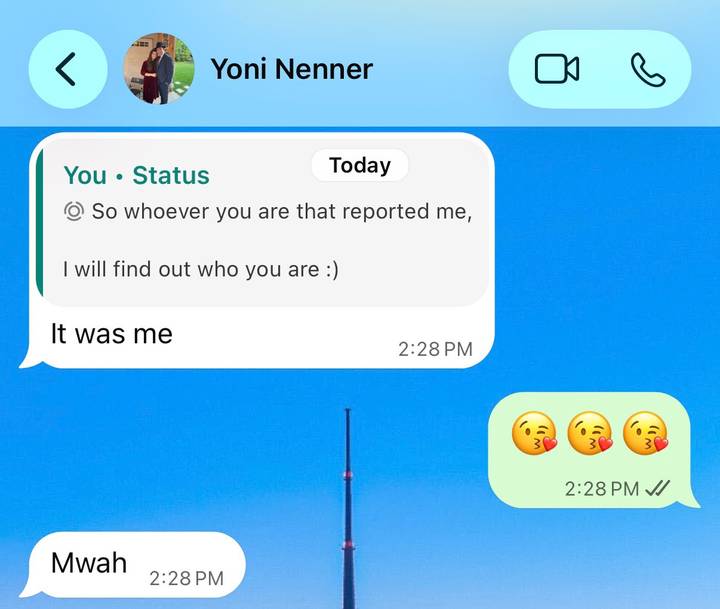 Yoni Nenner
Today
You • Status
So whoever you are that reported me,
I will find out who you are :)
It was me
2:28 PM
😘😘😘
2:28 PM
Mwah
2:28 PM